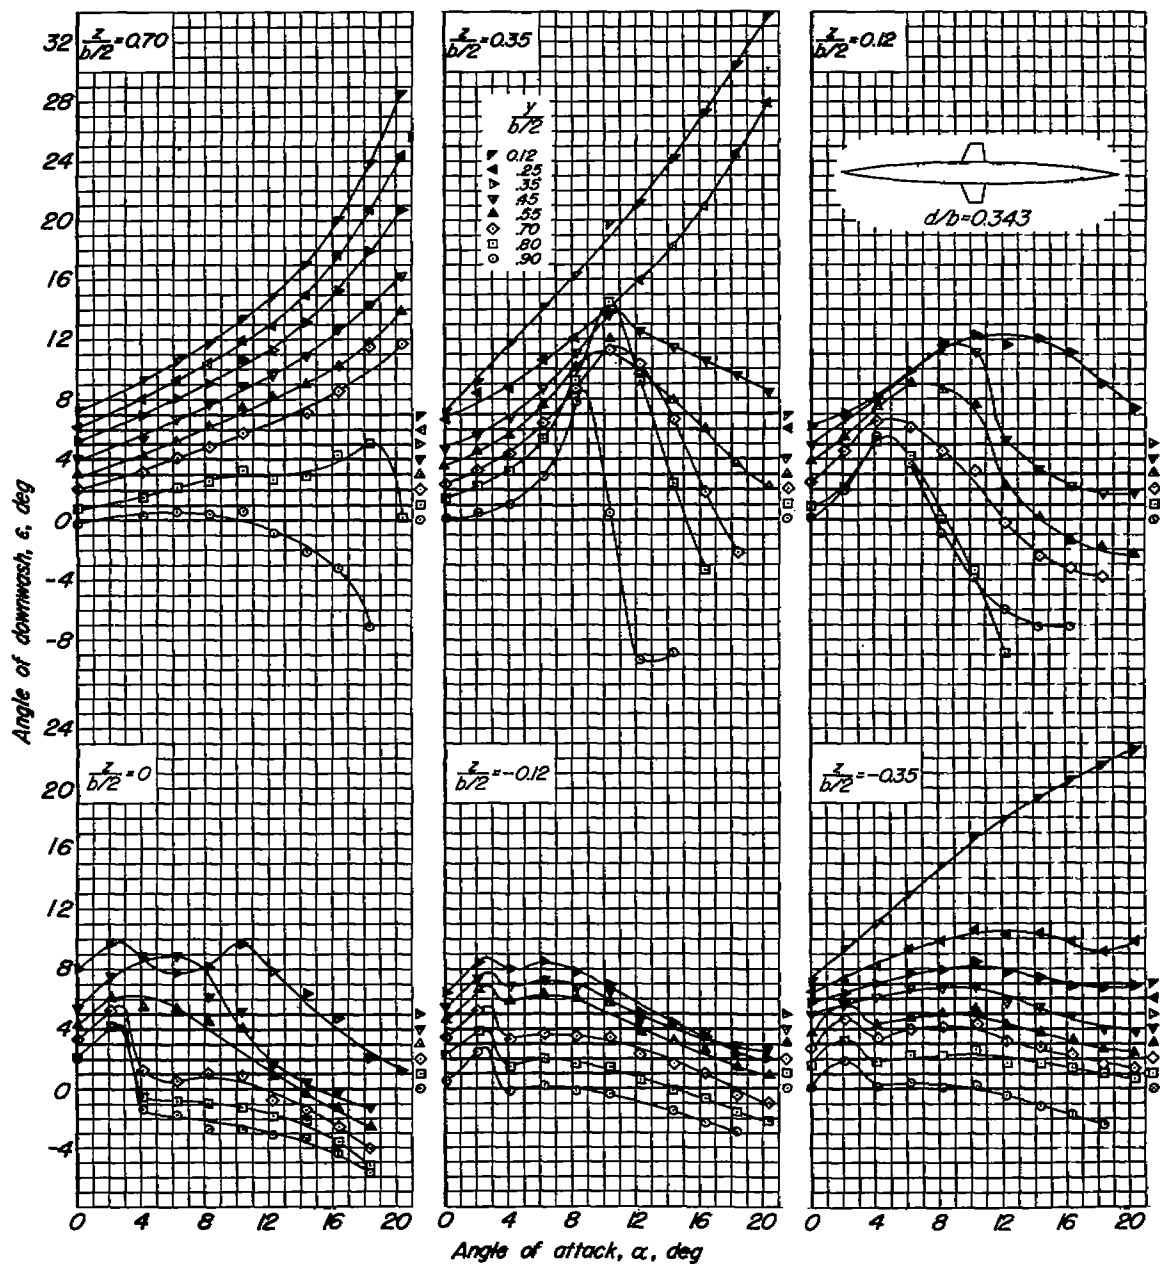 z/b/2 = 0.70
z/b/2 = 0.35
z/b/2 = 0.12
32
28
24
20
16
12
8
4
0
-4
-8
y/b/2
0.12
.25
.35
.45
.55
.70
.80
.90
d/b=0.343
Angle of downwash, ε, deg
z/b/2 = 0
z/b/2 = -0.12
z/b/2 = -0.35
24
20
16
12
8
4
0
-4
0 4 8 12 16 20
0 4 8 12 16 20
0 4 8 12 16 20
Angle of attack, α, deg